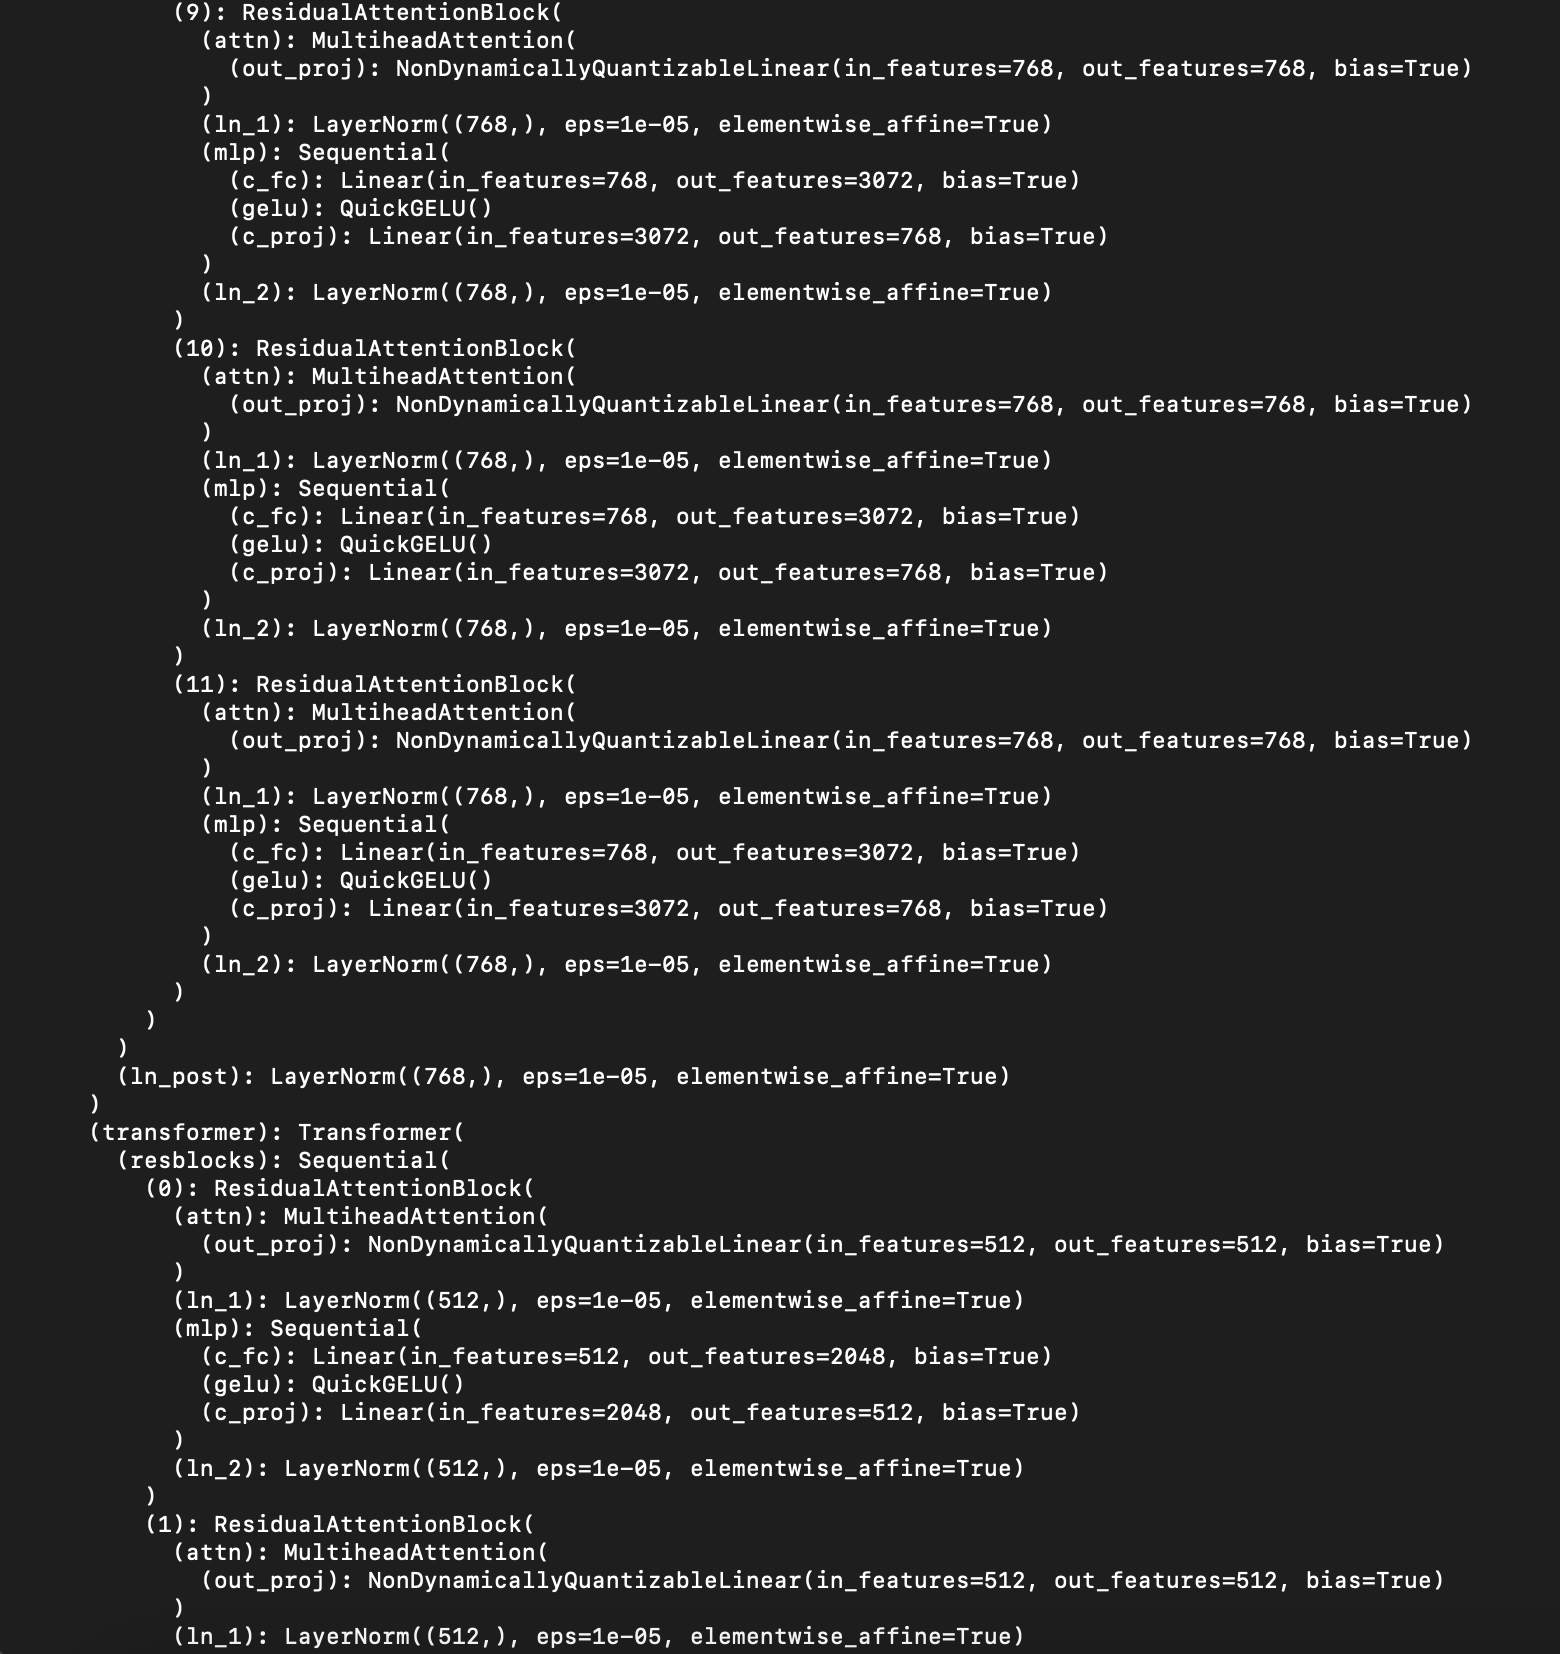 (9): ResidualAttentionBlock(
(attn): MultiheadAttention(
(out_proj): NonDynamicallyQuantizableLinear(in_features=768, out_features=768, bias=True)
)
(ln_1): LayerNorm((768,), eps=1e-05, elementwise_affine=True)
(mlp): Sequential(
(c_fc): Linear(in_features=768, out_features=3072, bias=True)
(gelu): QuickGELU()
(c_proj): Linear(in_features=3072, out_features=768, bias=True)
)
(ln_2): LayerNorm((768,), eps=1e-05, elementwise_affine=True)
)
(10): ResidualAttentionBlock(
(attn): MultiheadAttention(
(out_proj): NonDynamicallyQuantizableLinear(in_features=768, out_features=768, bias=True)
)
(ln_1): LayerNorm((768,), eps=1e-05, elementwise_affine=True)
(mlp): Sequential(
(c_fc): Linear(in_features=768, out_features=3072, bias=True)
(gelu): QuickGELU()
(c_proj): Linear(in_features=3072, out_features=768, bias=True)
)
(ln_2): LayerNorm((768,), eps=1e-05, elementwise_affine=True)
)
(11): ResidualAttentionBlock(
(attn): MultiheadAttention(
(out_proj): NonDynamicallyQuantizableLinear(in_features=768, out_features=768, bias=True)
)
(ln_1): LayerNorm((768,), eps=1e-05, elementwise_affine=True)
(mlp): Sequential(
(c_fc): Linear(in_features=768, out_features=3072, bias=True)
(gelu): QuickGELU()
(c_proj): Linear(in_features=3072, out_features=768, bias=True)
)
(ln_2): LayerNorm((768,), eps=1e-05, elementwise_affine=True)
)
)
)
(ln_post): LayerNorm((768,), eps=1e-05, elementwise_affine=True)
)
(transformer): Transformer(
(resblocks): Sequential(
(0): ResidualAttentionBlock(
(attn): MultiheadAttention(
(out_proj): NonDynamicallyQuantizableLinear(in_features=512, out_features=512, bias=True)
)
(ln_1): LayerNorm((512,), eps=1e-05, elementwise_affine=True)
(mlp): Sequential(
(c_fc): Linear(in_features=512, out_features=2048, bias=True)
(gelu): QuickGELU()
(c_proj): Linear(in_features=2048, out_features=512, bias=True)
)
(ln_2): LayerNorm((512,), eps=1e-05, elementwise_affine=True)
)
(1): ResidualAttentionBlock(
(attn): MultiheadAttention(
(out_proj): NonDynamicallyQuantizableLinear(in_features=512, out_features=512, bias=True)
)
(ln_1): LayerNorm((512,), eps=1e-05, elementwise_affine=True)